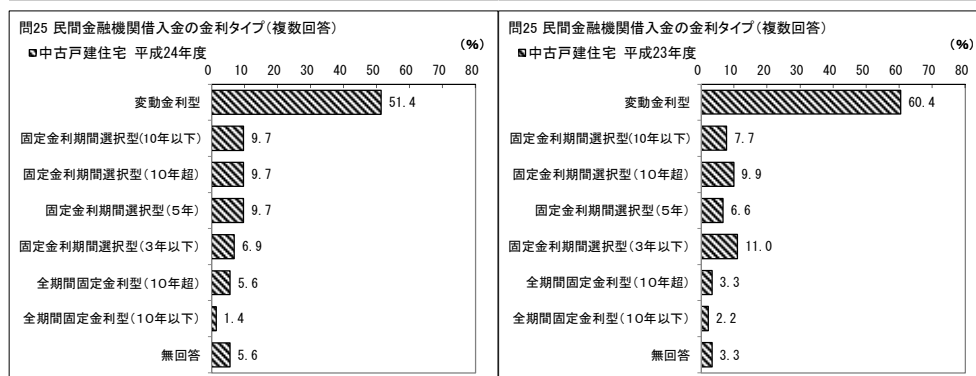 問25 民間金融機関借入金の金利タイプ(複数回答)
(%)
中古戸建住宅 平成24年度
0 10 20 30 40 50 60 70 80
変動金利型 51.4
固定金利期間選択型(10年以下) 9.7
固定金利期間選択型(10年超) 9.7
固定金利期間選択型(5年) 9.7
固定金利期間選択型(3年以下) 6.9
全期間固定金利型(10年超) 5.6
全期間固定金利型(10年以下) 1.4
無回答 5.6
問25 民間金融機関借入金の金利タイプ(複数回答)
(%)
中古戸建住宅 平成23年度
0 10 20 30 40 50 60 70 80
変動金利型 60.4
固定金利期間選択型(10年以下) 7.7
固定金利期間選択型(10年超) 9.9
固定金利期間選択型(5年) 6.6
固定金利期間選択型(3年以下) 11.0
全期間固定金利型(10年超) 3.3
全期間固定金利型(10年以下) 2.2
無回答 3.3